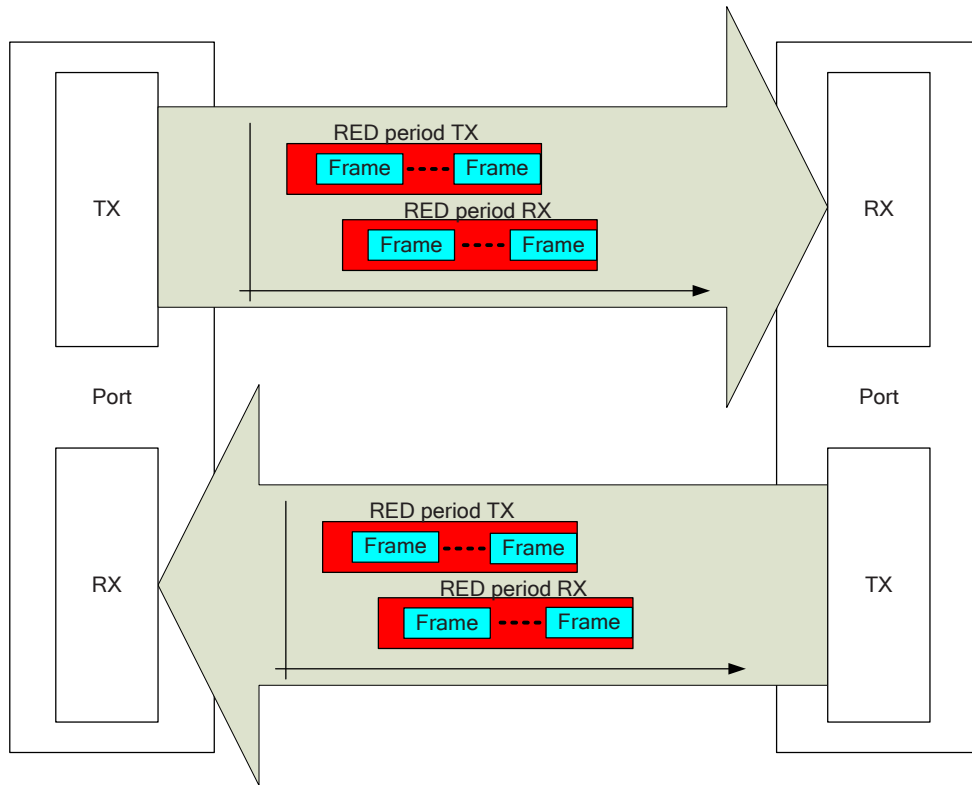 RED period TX
Frame Frame
TX
RED period RX
RX
Frame Frame
Port
Port
RED period TX
Frame Frame
RX
RED period RX
TX
Frame Frame